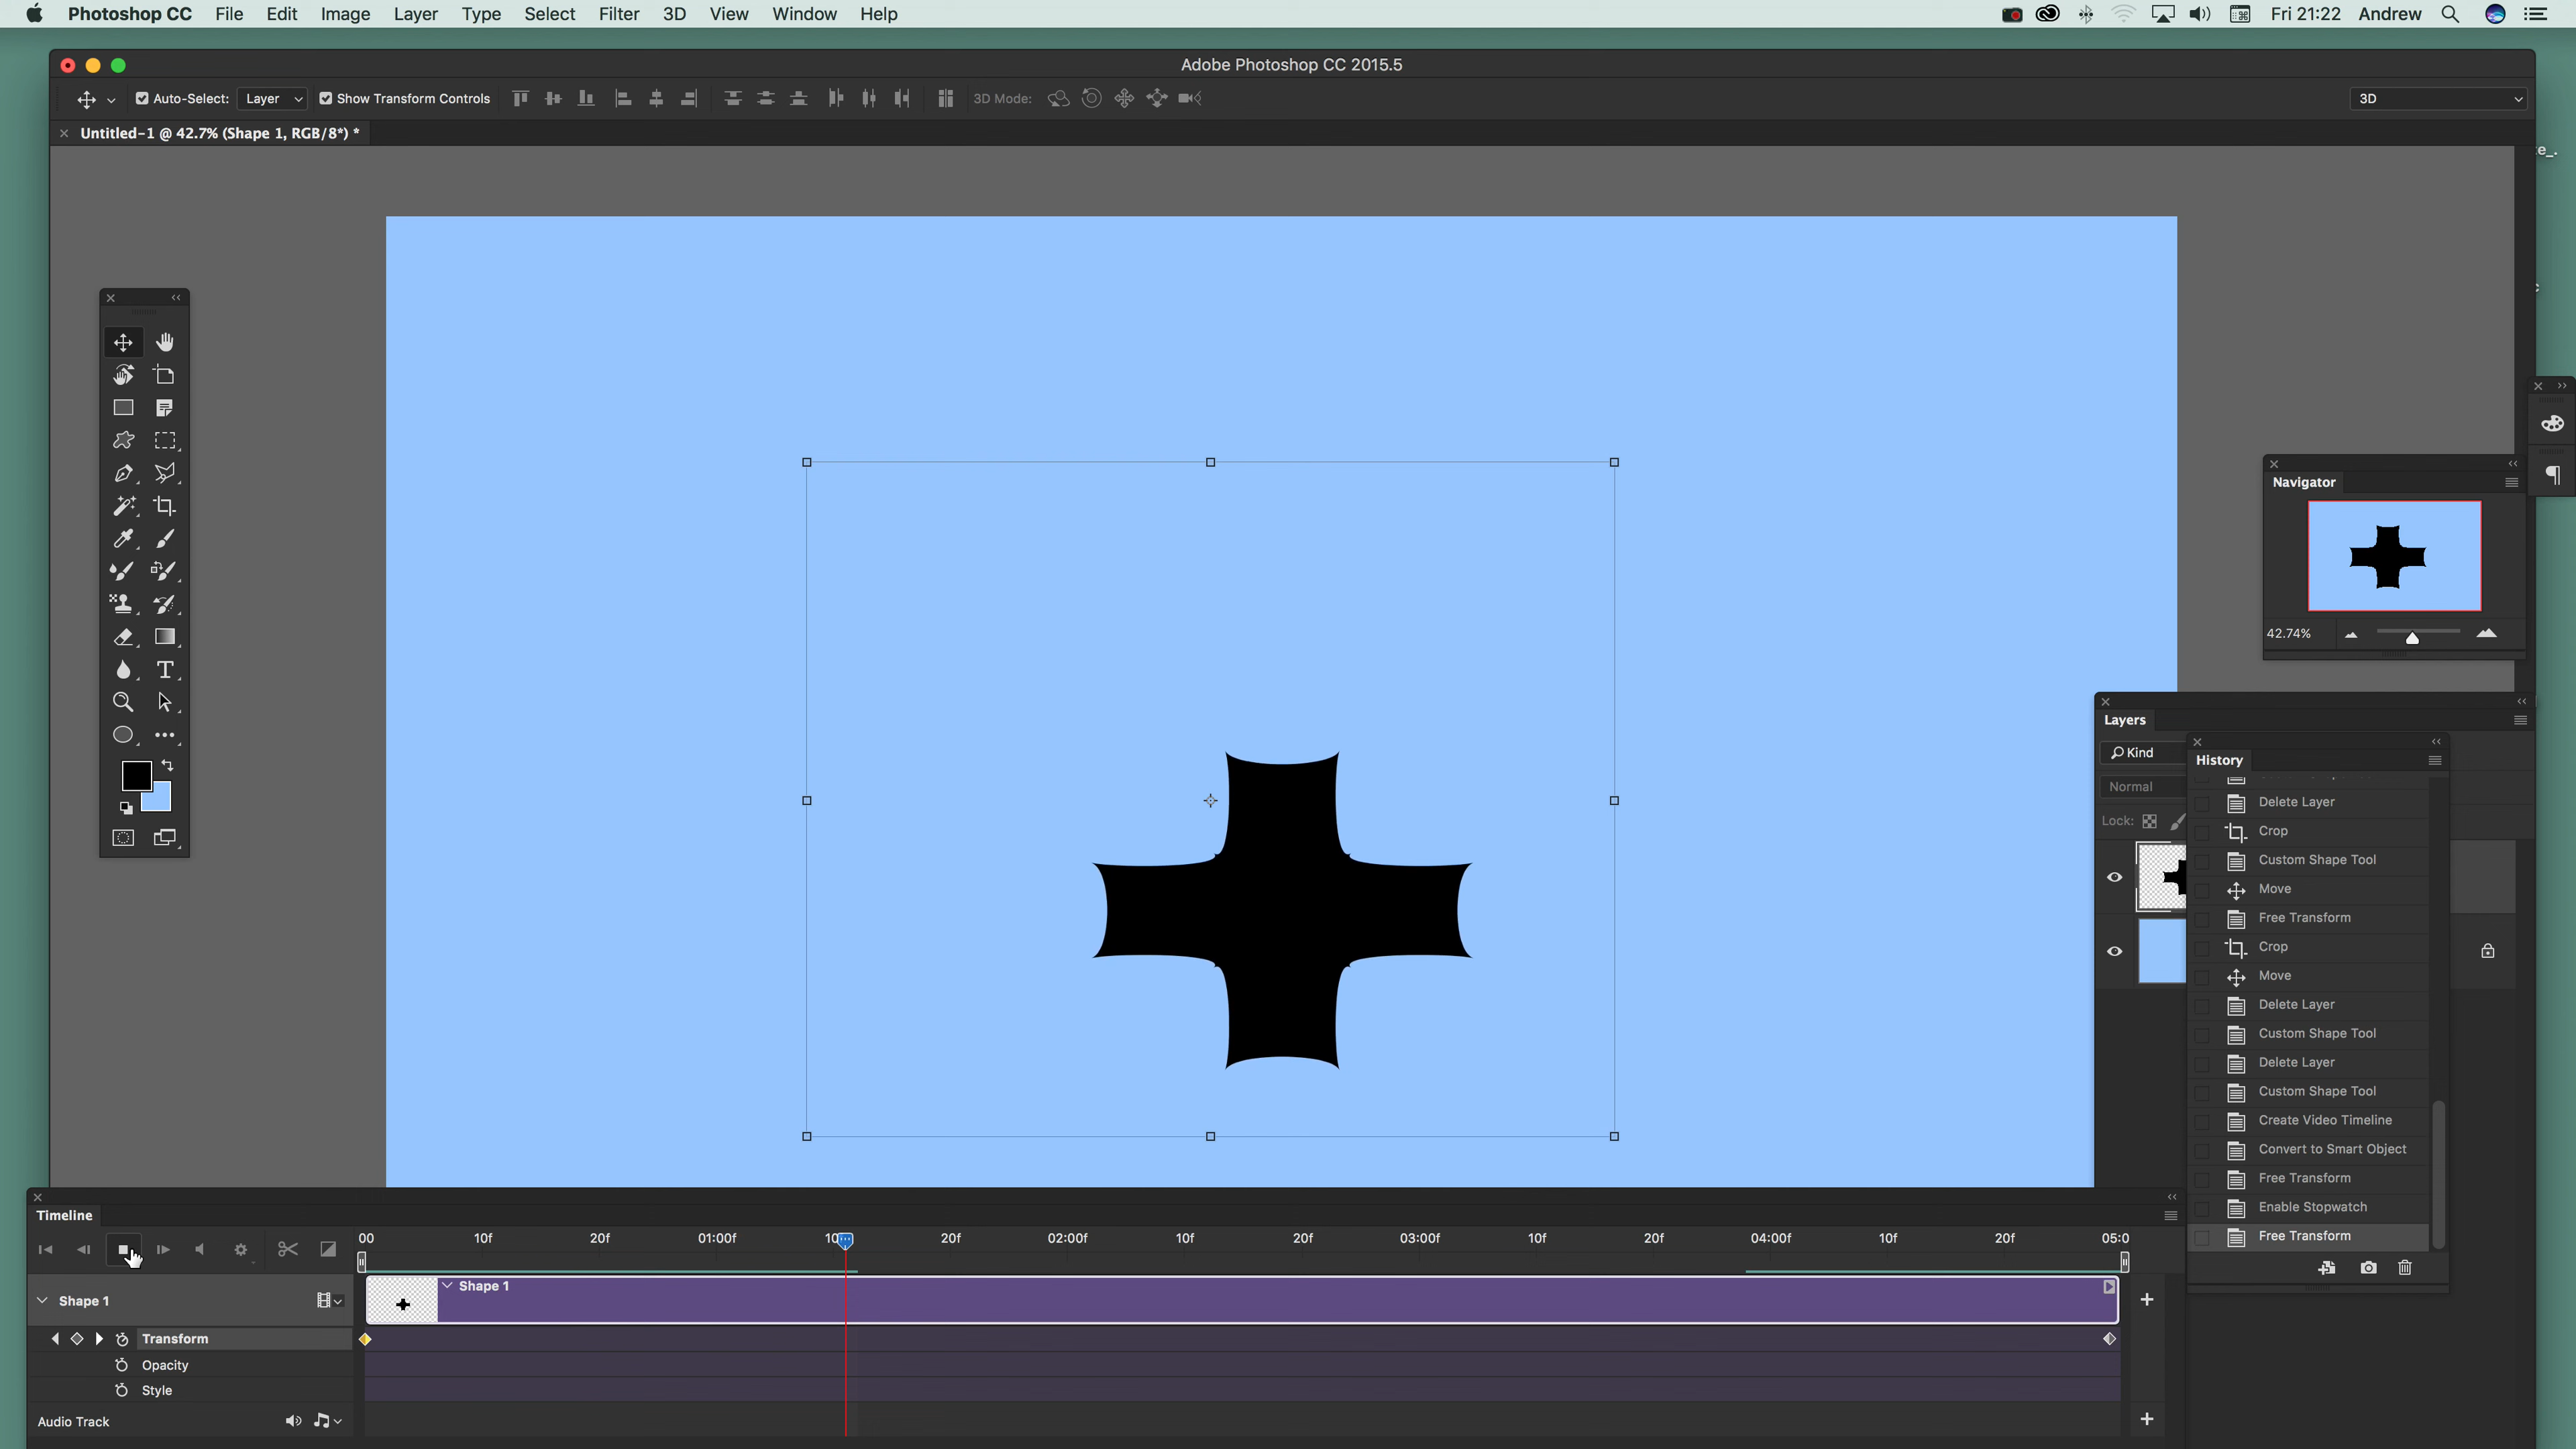 Photoshop CC File Edit Image Layer Type Select Filter 3D View Window Help Fri 21:22 Andrew
Adobe Photoshop CC 2015.5
Auto-Select: Layer Show Transform Controls 3D Mode: 3D
Untitled-1 @ 42.7% (Shape 1, RGB/8*) *
Navigator
42.74%
Layers
Kind
Normal
Lock:
History
Delete Layer
Crop
Custom Shape Tool
Move
Free Transform
Crop
Move
Delete Layer
Custom Shape Tool
Delete Layer
Custom Shape Tool
Create Video Timeline
Convert to Smart Object
Free Transform
Enable Stopwatch
Free Transform
Timeline
00 10f 20f 01:00f 20f 02:00f 10f 20f 03:00f 10f 20f 04:00f 10f 20f 05:0
Shape 1 Shape 1
Transform
Opacity
Style
Audio Track